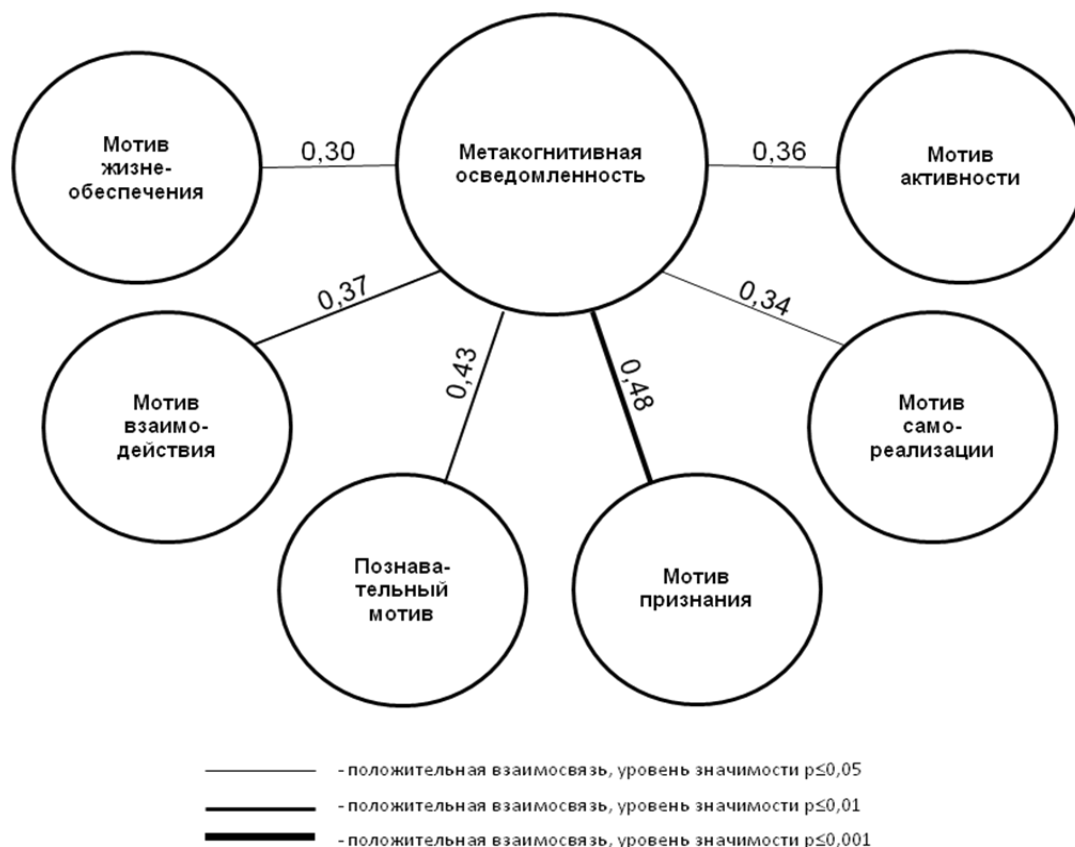 Мотив
жизне-
обеспечения
0,30
Метакогнитивная
осведомленность
0,36
Мотив
активности
0,37
0,34
0,43
0,48
Мотив
взаимо-
действия
Мотив
само-
реализации
Познава-
тельный
мотив
Мотив
признания
- положительная взаимосвязь, уровень значимости p≤0,05
- положительная взаимосвязь, уровень значимости p≤0,01
- положительная взаимосвязь, уровень значимости p≤0,001